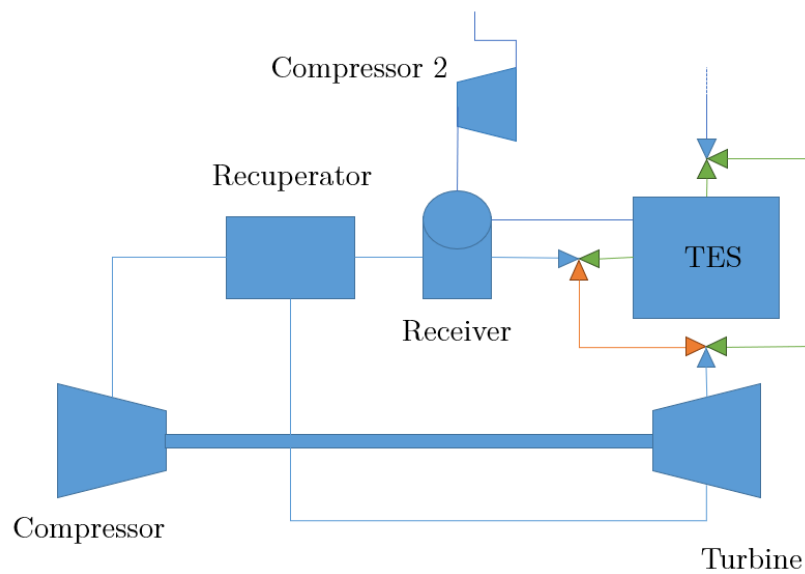 Compressor 2
Recuperator
TES
Receiver
Compressor
Turbine